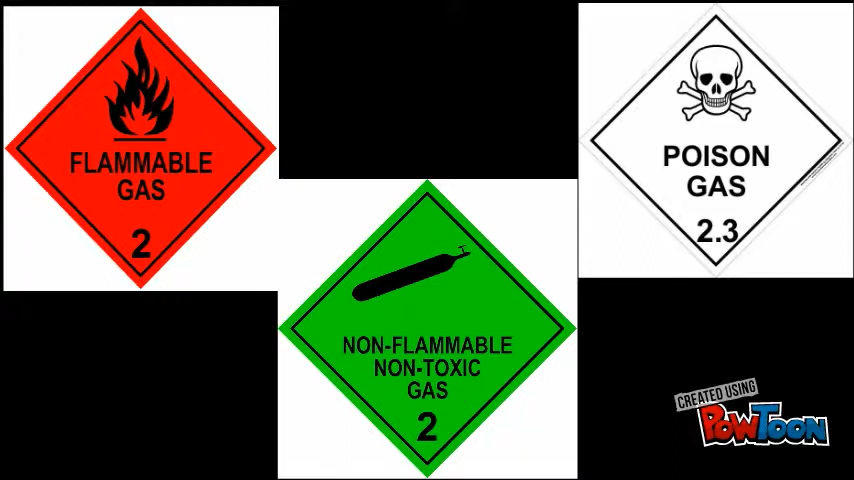 FLAMMABLE
GAS
2
POISON
GAS
2.3
NON-FLAMMABLE
NON-TOXIC
GAS
2
CREATED USING
POWTOON